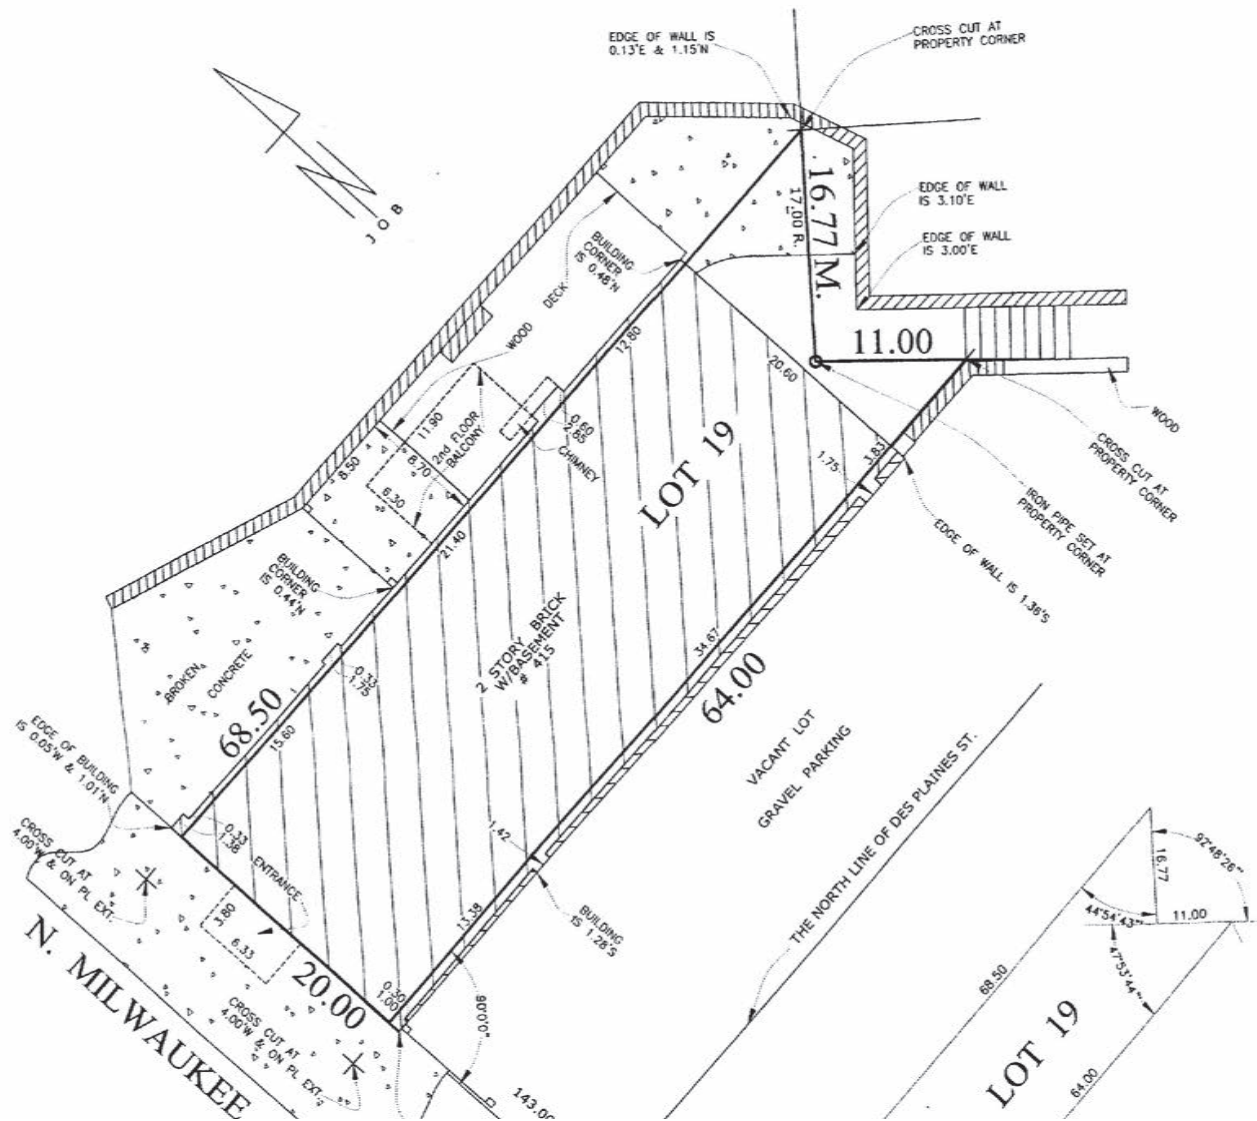 EDGE OF WALL IS
0.13'E & 1.15'N
CROSS CUT AT
PROPERTY CORNER
JOB
16.77 M.
17.00 R.
EDGE OF WALL
IS 3.10'E
EDGE OF WALL
IS 3.00'E
BUILDING
CORNER
IS 0.48'N
WOOD DECK
11.00
12.80
20.60
WOOD
11.90
2nd FLOOR
BALCONY
0.60
2.85
CHIMNEY
8.50
8.70
6.30
LOT 19
1.75
3.83
CROSS CUT AT
PROPERTY CORNER
IRON PIPE SET AT
PROPERTY CORNER
EDGE OF WALL IS 1.36'S
21.40
BUILDING
CORNER
IS 0.44'N
2 STORY BRICK
W/BASEMENT
# 415
34.67
64.00
BROKEN
CONCRETE
0.33
1.75
68.50
15.60
EDGE OF BUILDING
IS 0.05'W & 1.01'N
VACANT LOT
GRAVEL PARKING
THE NORTH LINE OF DES PLAINES ST.
0.33
1.38
ENTRANCE
CROSS CUT AT
4.00'W & ON PL EXT.
3.80
6.33
1.42
13.38
BUILDING
IS 1.28'S
20.00
0.30
1.00
90°0'0"
CROSS CUT AT
4.00'W & ON PL EXT.
N. MILWAUKEE
143.00
92°48'26"
16.77
44°54'43"
11.00
47°53'44"
68.50
LOT 19
64.00